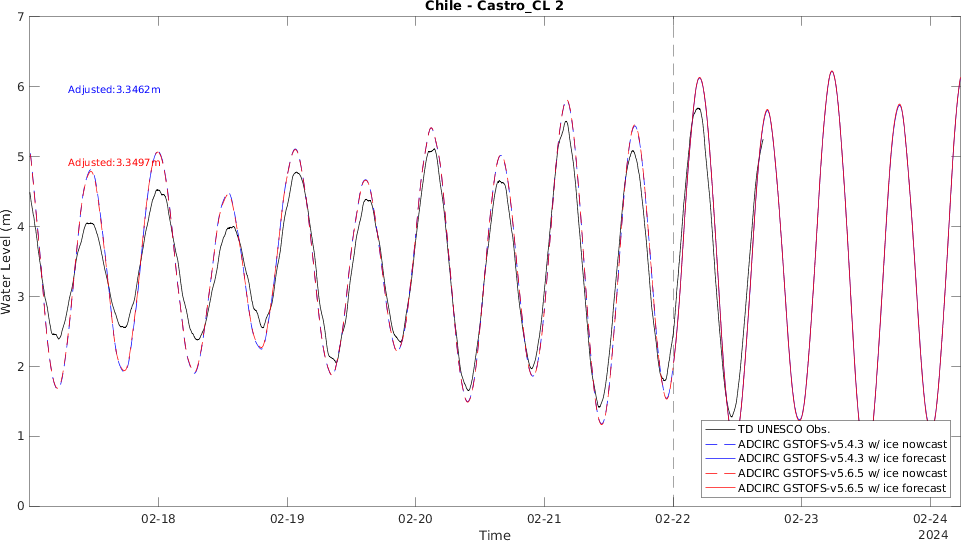 Chile - Castro_CL 2
7
6
5
4
3
2
1
0
Water Level (m)
Adjusted:3.3462m
Adjusted:3.3497m
TD UNESCO Obs.
ADCIRC GSTOFS-v5.4.3 w/ ice nowcast
ADCIRC GSTOFS-v5.4.3 w/ ice forecast
ADCIRC GSTOFS-v5.6.5 w/ ice nowcast
ADCIRC GSTOFS-v5.6.5 w/ ice forecast
02-18 02-19 02-20 02-21 02-22 02-23 02-24
Time
2024